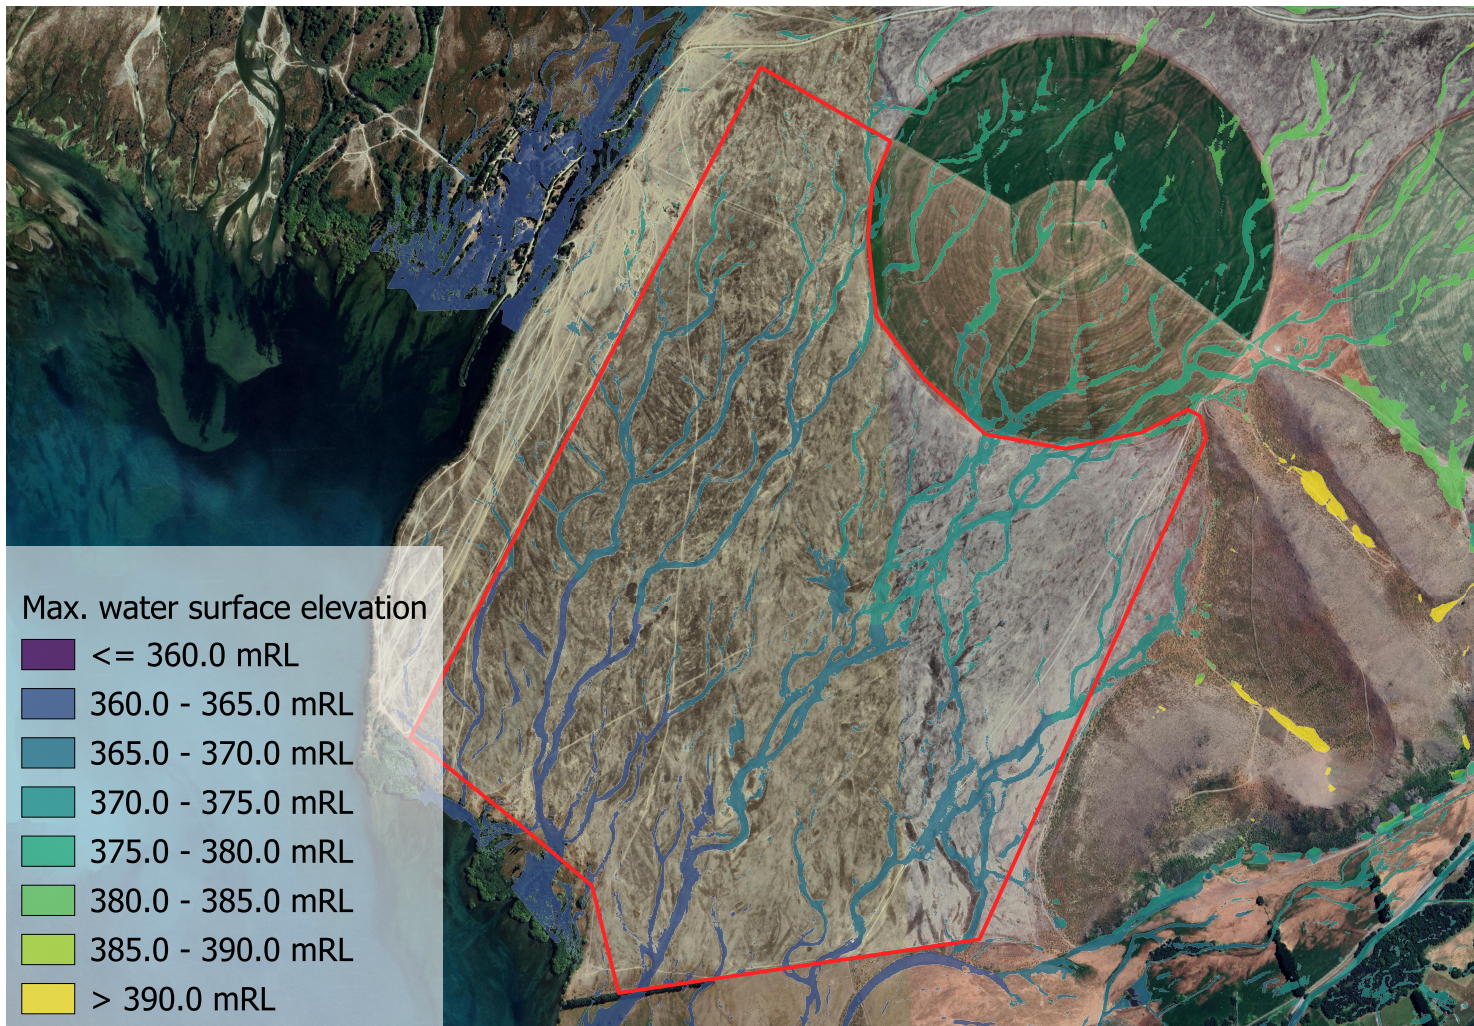 Max. water surface elevation
<= 360.0 mRL
360.0 - 365.0 mRL
365.0 - 370.0 mRL
370.0 - 375.0 mRL
375.0 - 380.0 mRL
380.0 - 385.0 mRL
385.0 - 390.0 mRL
> 390.0 mRL